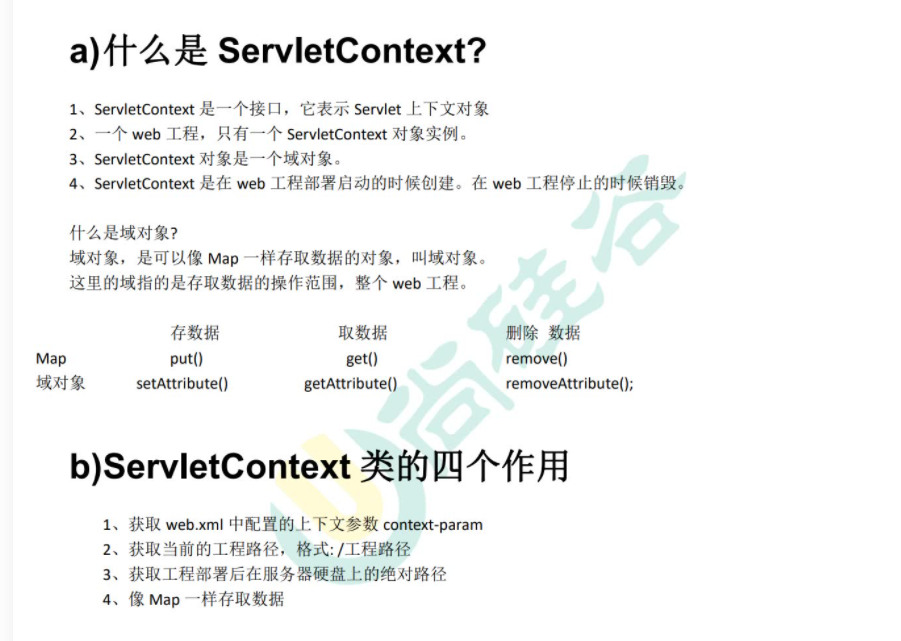 a)什么是 ServletContext?
1、ServletContext 是一个接口，它表示 Servlet 上下文对象
2、一个 web 工程，只有一个 ServletContext 对象实例。
3、ServletContext 对象是一个域对象。
4、ServletContext 是在 web 工程部署启动的时候创建。在 web 工程停止的时候销毁。
什么是域对象?
域对象，是可以像 Map 一样存取数据的对象，叫域对象。
这里的域指的是存取数据的操作范围，整个 web 工程。
存数据 取数据 删除 数据
Map put() get() remove()
域对象 setAttribute() getAttribute() removeAttribute();
b)ServletContext 类的四个作用
1、获取 web.xml 中配置的上下文参数 context-param
2、获取当前的工程路径，格式: /工程路径
3、获取工程部署后在服务器硬盘上的绝对路径
4、像 Map 一样存取数据
尚硅谷